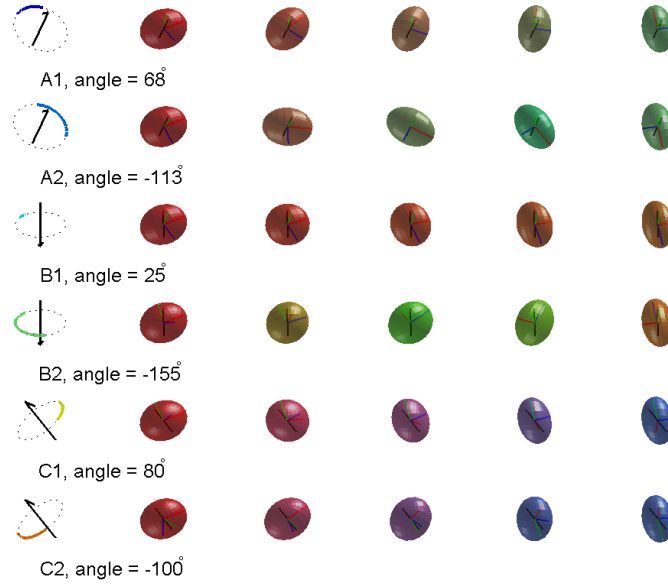 A1, angle = 68°
A2, angle = -113°
B1, angle = 25°
B2, angle = -155°
C1, angle = 80°
C2, angle = -100°